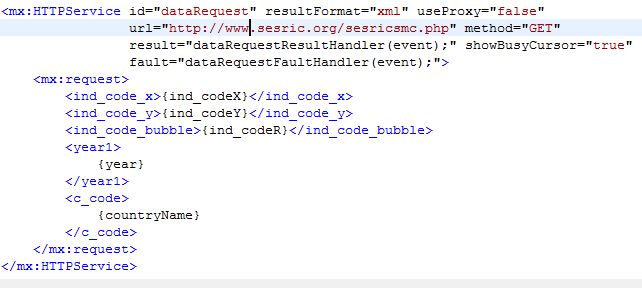 <mx:HTTPService id="dataRequest" resultFormat="xml" useProxy="false"
url="http://www.sesric.org/sesricsmc.php" method="GET"
result="dataRequestResultHandler(event);" showBusyCursor="true"
fault="dataRequestFaultHandler(event);">
<mx:request>
<ind_code_x>{ind_codeX}</ind_code_x>
<ind_code_y>{ind_codeY}</ind_code_y>
<ind_code_bubble>{ind_codeR}</ind_code_bubble>
<year1>
{year}
</year1>
<c_code>
{countryName}
</c_code>
</mx:request>
</mx:HTTPService>